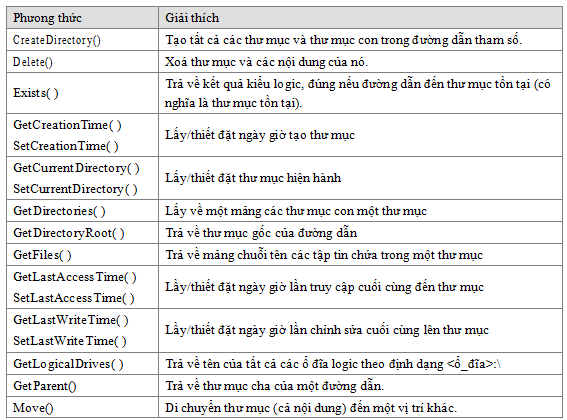 Phương thức Giải thích
CreateDirectory() Tạo tất cả các thư mục và thư mục con trong đường dẫn tham số.
Delete() Xoá thư mục và các nội dung của nó.
Exists( ) Trả về kết quả kiểu logic, đúng nếu đường dẫn đến thư mục tồn tại (có
nghĩa là thư mục tồn tại).
GetCreationTime( )
SetCreationTime( )
Lấy/thiết đặt ngày giờ tạo thư mục
GetCurrentDirectory( )
SetCurrentDirectory( )
Lấy/thiết đặt thư mục hiện hành
GetDirectories( ) Lấy về một mảng các thư mục con một thư mục
GetDirectoryRoot( ) Trả về thư mục gốc của đường dẫn
GetFiles( ) Trả về mảng chuỗi tên các tập tin chứa trong một thư mục
GetLastAccessTime( )
SetLastAccessTime( )
Lầy/thiết đặt ngày giờ lần truy cập cuối cùng đến thư mục
GetLastWriteTime( )
SetLastWriteTime( )
Lầy/thiết đặt ngày giờ lần chỉnh sửa cuối cùng lên thư mục
GetLogicalDrives( ) Trả về tên của tất cả các ổ đĩa logic theo định dạng <ổ_đĩa>:\
GetParent() Trả về thư mục cha của một đường dẫn.
Move() Di chuyển thư mục (cả nội dung) đến một vị trí khác.